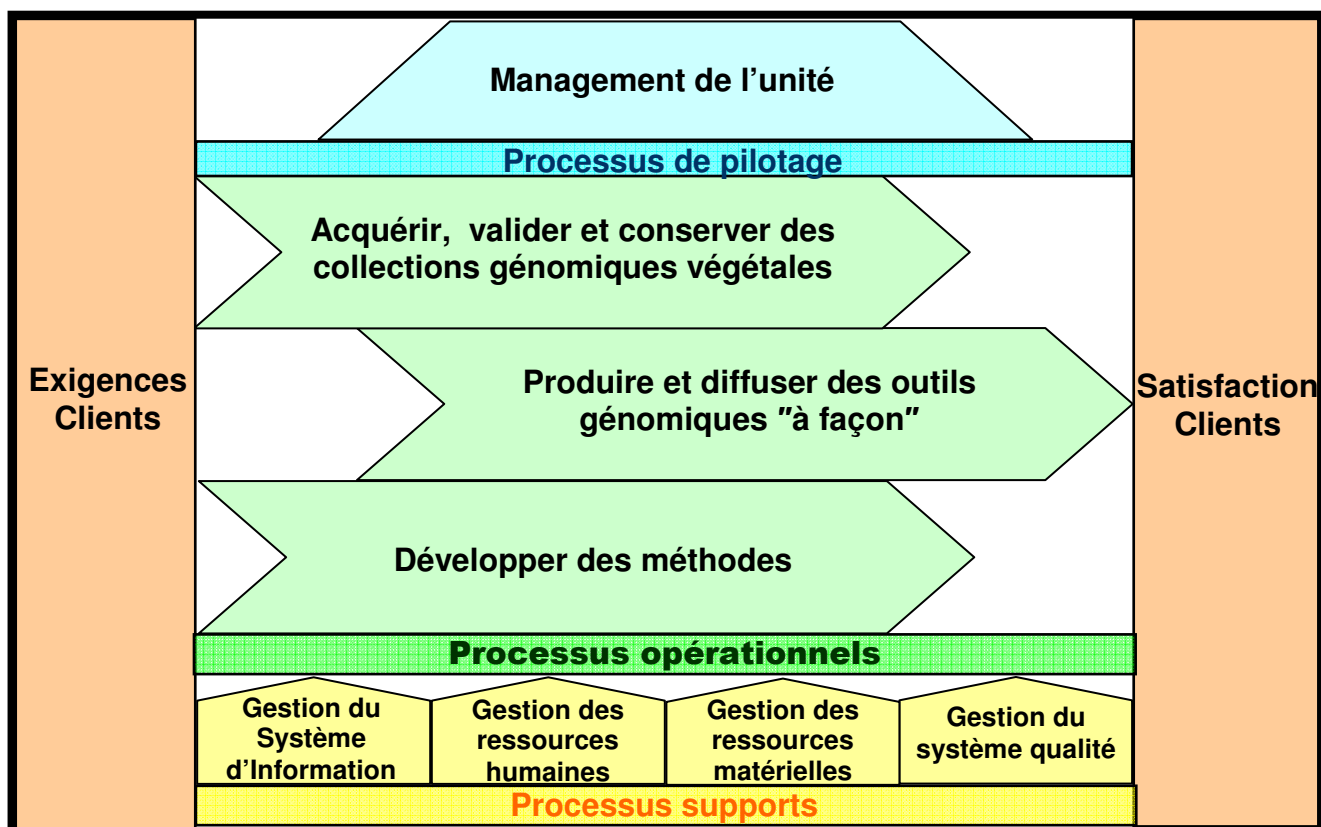 Management de l’unité
Processus de pilotage
Acquérir, valider et conserver des
collections génomiques végétales
Exigences
Clients
Produire et diffuser des outils
génomiques "à façon"
Satisfaction
Clients
Développer des méthodes
Processus opérationnels
Gestion du
Système
d’Information
Gestion des
ressources
humaines
Gestion des
ressources
matérielles
Gestion du
système qualité
Processus supports